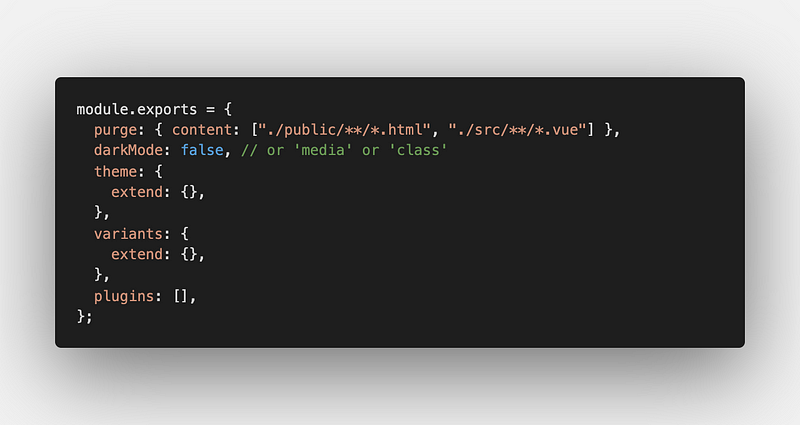 module.exports = {
  purge: { content: ["./public/**/*.html", "./src/**/*.vue"] },
  darkMode: false, // or 'media' or 'class'
  theme: {
    extend: {},
  },
  variants: {
    extend: {},
  },
  plugins: [],
};